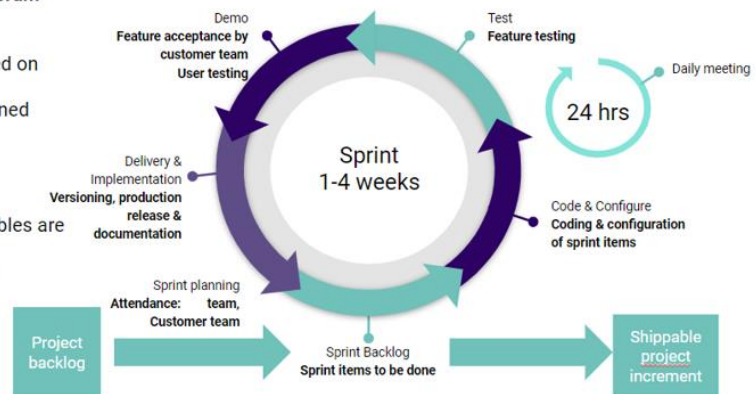 ed on
ned
bles are
Demo
Feature acceptance by
customer team
User testing
Test
Feature testing
Daily meeting
24 hrs
Sprint
1-4 weeks
Delivery &
Implementation
Versioning, production
release &
documentation
Code & Configure
Coding & configuration
of sprint items
Sprint planning
Attendance: team,
Customer team
Project
backlog
Sprint Backlog
Sprint items to be done
Shippable
project
increment